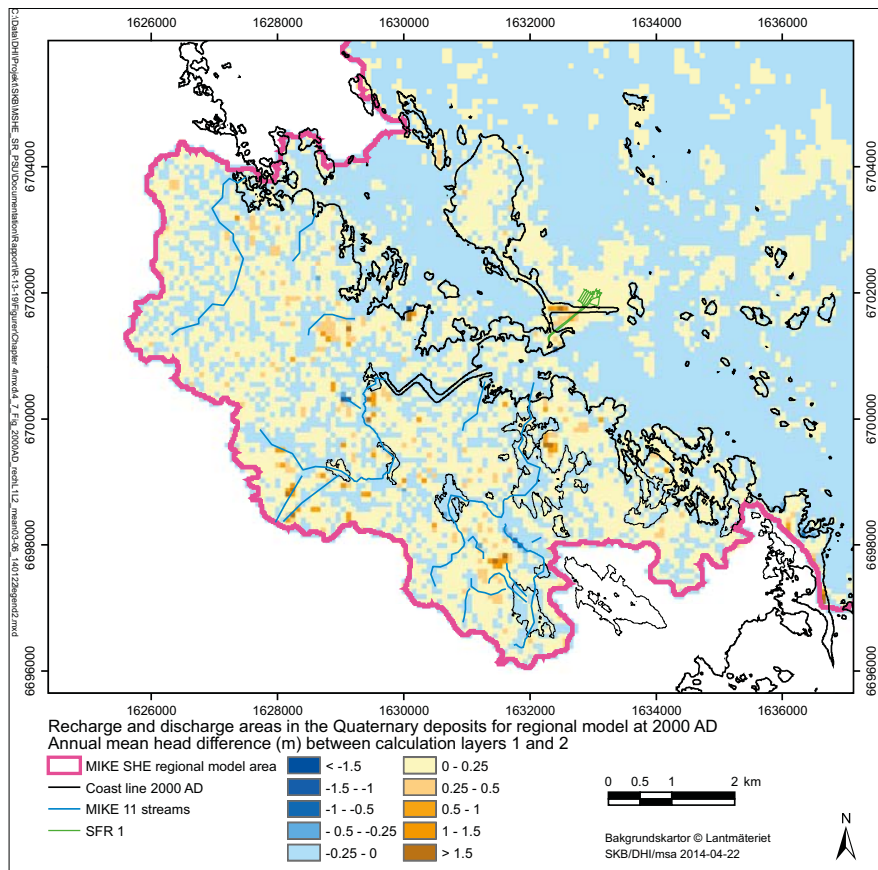 1626000 1628000 1630000 1632000 1634000 1636000
6704000 6704000
6702000 6702000
6700000 6700000
6698000 6698000
6696000 6696000
1626000 1628000 1630000 1632000 1634000 1636000
Recharge and discharge areas in the Quaternary deposits for regional model at 2000 AD
Annual mean head difference (m) between calculation layers 1 and 2
MIKE SHE regional model area
Coast line 2000 AD
MIKE 11 streams
SFR 1
< -1.5
-1.5 - -1
-1 - -0.5
- 0.5 - -0.25
-0.25 - 0
0 - 0.25
0.25 - 0.5
0.5 - 1
1 - 1.5
> 1.5
0 0.5 1 2 km
Bakgrundskartor © Lantmäteriet
SKB/DHI/msa 2014-04-22
N